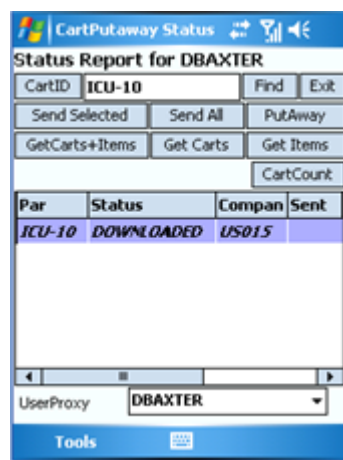 CartPutaway Status
Status Report for DBAXTER
CartID ICU-10 Find Exit
Send Selected Send All PutAway
GetCarts+Items Get Carts Get Items
CartCount
Par Status Compan Sent
ICU-10 DOWNLOADED US015
UserProxy DBAXTER
Tools